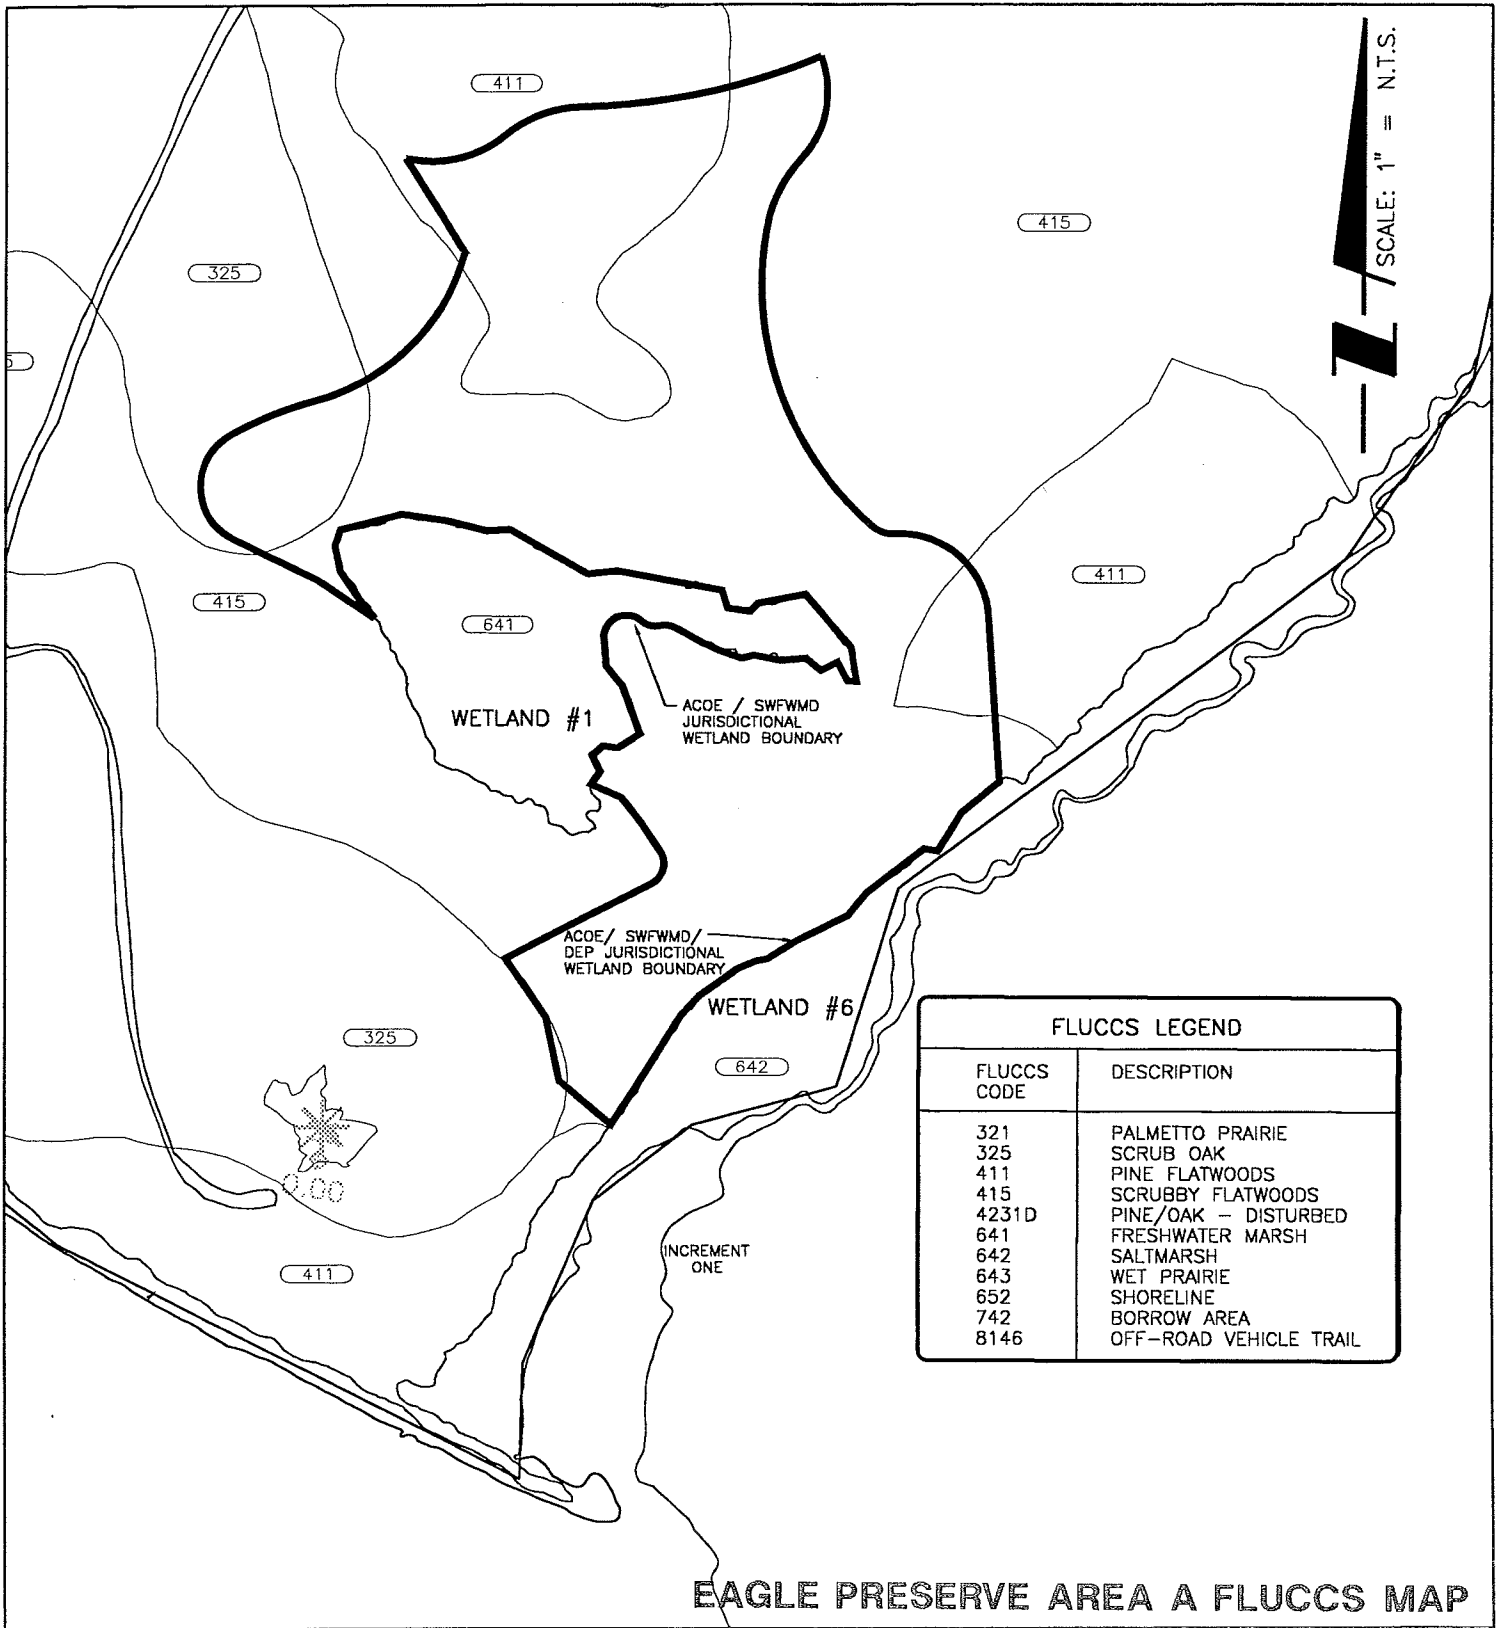 411
SCALE: 1" = N.T.S.
415
325
5
411
415
641
WETLAND #1
ACOE / SWFWMD
JURISDICTIONAL
WETLAND BOUNDARY
ACOE/ SWFWMD/
DEP JURISDICTIONAL
WETLAND BOUNDARY
WETLAND #6
325
642
0.00
INCREMENT
ONE
411
FLUCCS LEGEND
FLUCCS CODE DESCRIPTION
321 PALMETTO PRAIRIE
325 SCRUB OAK
411 PINE FLATWOODS
415 SCRUBBY FLATWOODS
4231D PINE/OAK - DISTURBED
641 FRESHWATER MARSH
642 SALTMARSH
643 WET PRAIRIE
652 SHORELINE
742 BORROW AREA
8146 OFF-ROAD VEHICLE TRAIL
EAGLE PRESERVE AREA A FLUCCS MAP